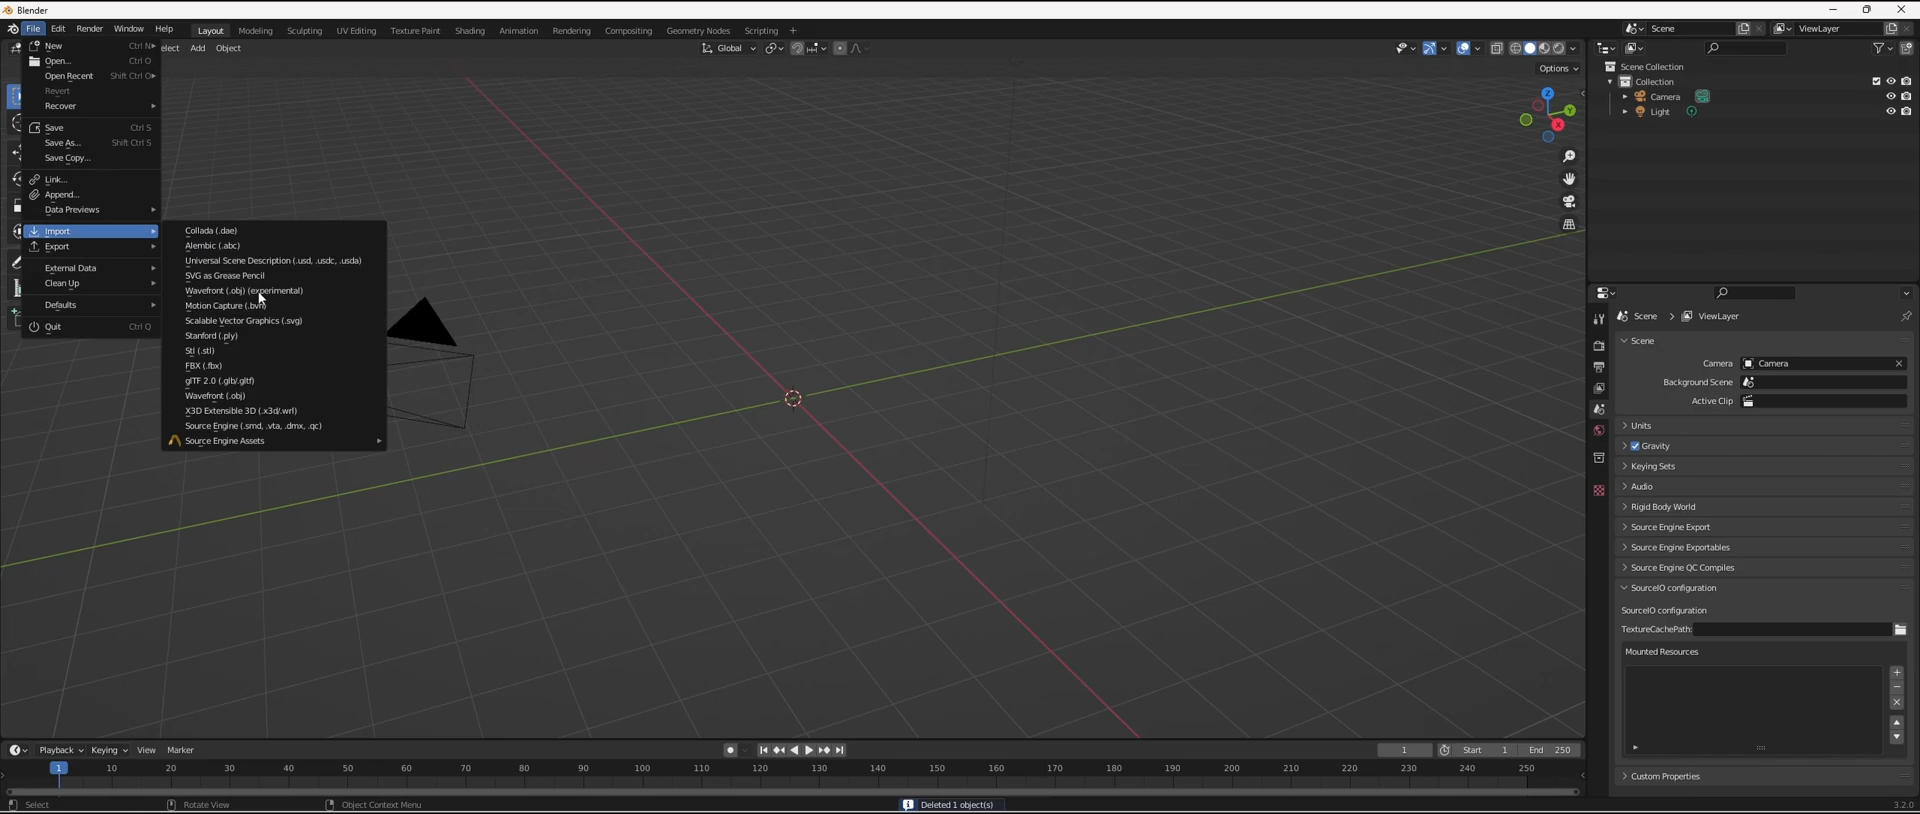 Blender
File Edit Render Window Help Layout Modeling Sculpting UV Editing Texture Paint Shading Animation Rendering Compositing Geometry Nodes Scripting + Scene ViewLayer
elect Add Object Global
Options
New Ctrl N
Open... Ctrl O
Open Recent Shift Ctrl O
Revert
Recover
Save Ctrl S
Save As... Shift Ctrl S
Save Copy...
Link...
Append...
Data Previews
Import
Export
External Data
Clean Up
Defaults
Quit Ctrl Q
Collada (.dae)
Alembic (.abc)
Universal Scene Description (.usd, .usdc, .usda)
SVG as Grease Pencil
Wavefront (.obj) (experimental)
Motion Capture (.bvh)
Scalable Vector Graphics (.svg)
Stanford (.ply)
Stl (.stl)
FBX (.fbx)
glTF 2.0 (.glb/.gltf)
Wavefront (.obj)
X3D Extensible 3D (.x3d/.wrl)
Source Engine (.smd, .vta, .dmx, .qc)
Source Engine Assets
Z
Y
X
Scene Collection
Collection
Camera
Light
Scene > ViewLayer
Scene
Camera Camera
Background Scene
Active Clip
Units
Gravity
Keying Sets
Audio
Rigid Body World
Source Engine Export
Source Engine Exportables
Source Engine QC Compiles
SourceIO configuration
SourceIO configuration
TextureCachePath:
Mounted Resources
Custom Properties
Playback Keying View Marker 1 Start 1 End 250
1 10 20 30 40 50 60 70 80 90 100 110 120 130 140 150 160 170 180 190 200 210 220 230 240 250
Select Rotate View Object Context Menu Deleted 1 object(s) 3.2.0